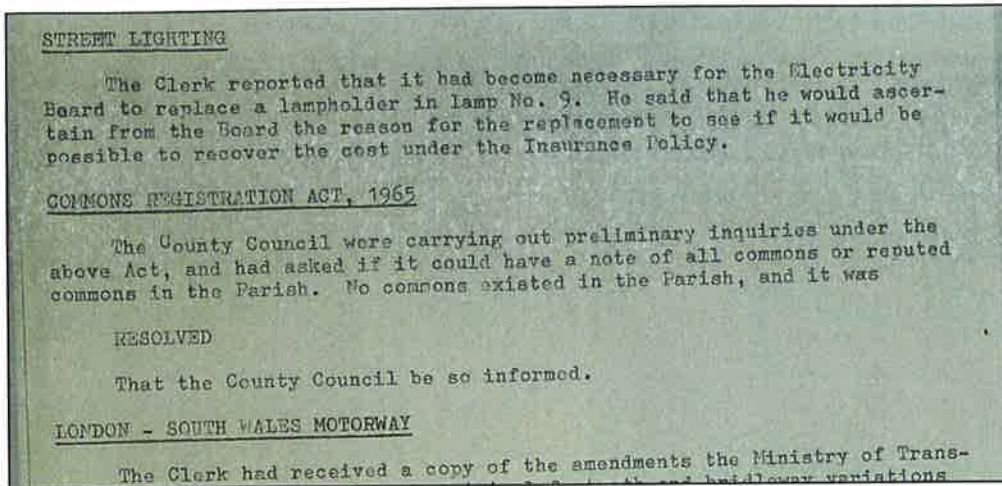 STREET LIGHTING
The Clerk reported that it had become necessary for the Electricity
Board to replace a lampholder in Lamp No. 9. He said that he would ascer-
tain from the Board the reason for the replacement to see if it would be
possible to recover the cost under the Insurance Policy.
COMMONS REGISTRATION ACT, 1965
The County Council were carrying out preliminary inquiries under the
above Act, and had asked if it could have a note of all commons or reputed
commons in the Parish. No commons existed in the Parish, and it was
RESOLVED
That the County Council be so informed.
LONDON - SOUTH WALES MOTORWAY
The Clerk had received a copy of the amendments the Ministry of Trans-
and bridleway variations